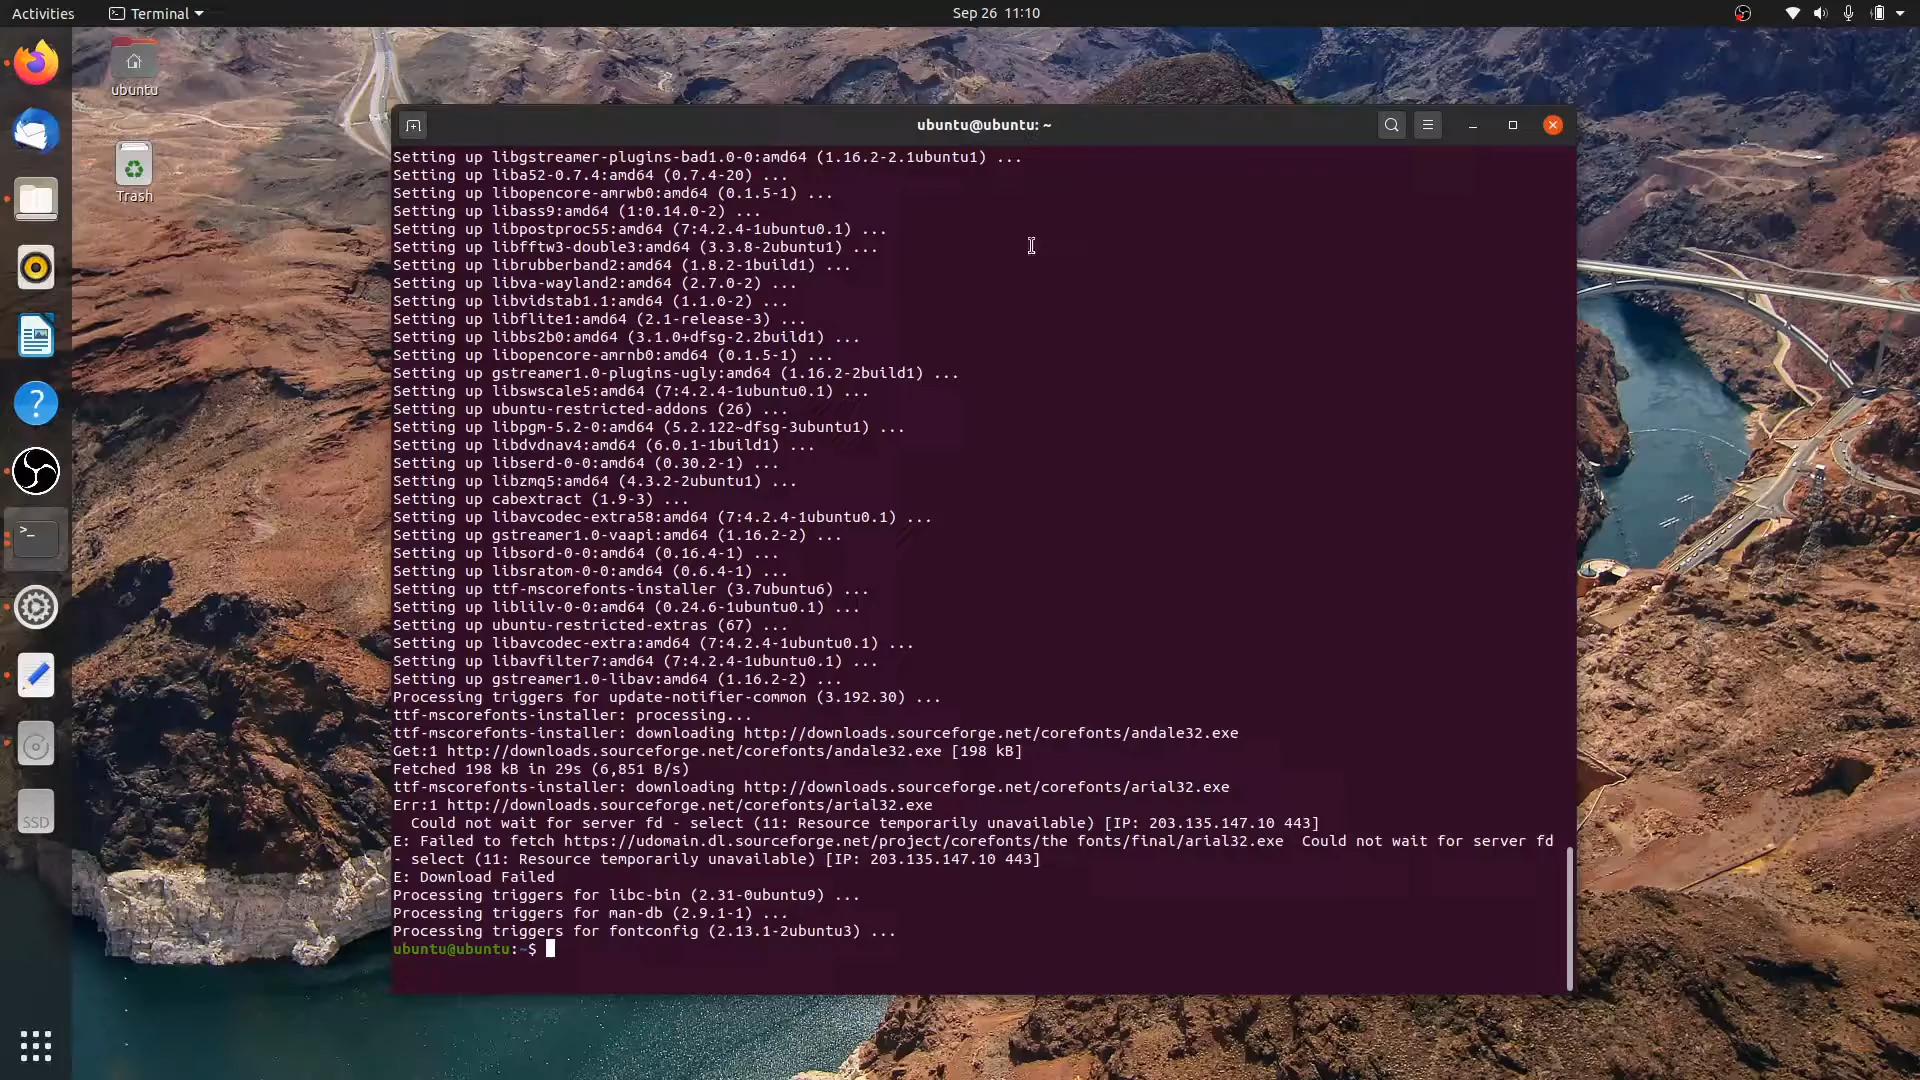 Activities
Terminal
Sep 26 11:10
ubuntu
Trash
SSD
ubuntu@ubuntu: ~
Setting up libgstreamer-plugins-bad1.0-0:amd64 (1.16.2-2.1ubuntu1) ...
Setting up liba52-0.7.4:amd64 (0.7.4-20) ...
Setting up libopencore-amrwb0:amd64 (0.1.5-1) ...
Setting up libass9:amd64 (1:0.14.0-2) ...
Setting up libpostproc55:amd64 (7:4.2.4-1ubuntu0.1) ...
Setting up libfftw3-double3:amd64 (3.3.8-2ubuntu1) ...
Setting up librubberband2:amd64 (1.8.2-1build1) ...
Setting up libva-wayland2:amd64 (2.7.0-2) ...
Setting up libvidstab1.1:amd64 (1.1.0-2) ...
Setting up libflite1:amd64 (2.1-release-3) ...
Setting up libbs2b0:amd64 (3.1.0+dfsg-2.2build1) ...
Setting up libopencore-amrnb0:amd64 (0.1.5-1) ...
Setting up gstreamer1.0-plugins-ugly:amd64 (1.16.2-2build1) ...
Setting up libswscale5:amd64 (7:4.2.4-1ubuntu0.1) ...
Setting up ubuntu-restricted-addons (26) ...
Setting up libpgm-5.2-0:amd64 (5.2.122~dfsg-3ubuntu1) ...
Setting up libdvdnav4:amd64 (6.0.1-1build1) ...
Setting up libserd-0-0:amd64 (0.30.2-1) ...
Setting up libzmq5:amd64 (4.3.2-2ubuntu1) ...
Setting up cabextract (1.9-3) ...
Setting up libavcodec-extra58:amd64 (7:4.2.4-1ubuntu0.1) ...
Setting up gstreamer1.0-vaapi:amd64 (1.16.2-2) ...
Setting up libsord-0-0:amd64 (0.16.4-1) ...
Setting up libsratom-0-0:amd64 (0.6.4-1) ...
Setting up ttf-mscorefonts-installer (3.7ubuntu6) ...
Setting up liblilv-0-0:amd64 (0.24.6-1ubuntu0.1) ...
Setting up ubuntu-restricted-extras (67) ...
Setting up libavcodec-extra:amd64 (7:4.2.4-1ubuntu0.1) ...
Setting up libavfilter7:amd64 (7:4.2.4-1ubuntu0.1) ...
Setting up gstreamer1.0-libav:amd64 (1.16.2-2) ...
Processing triggers for update-notifier-common (3.192.30) ...
ttf-mscorefonts-installer: processing...
ttf-mscorefonts-installer: downloading http://downloads.sourceforge.net/corefonts/andale32.exe
Get:1 http://downloads.sourceforge.net/corefonts/andale32.exe [198 kB]
Fetched 198 kB in 29s (6,851 B/s)
ttf-mscorefonts-installer: downloading http://downloads.sourceforge.net/corefonts/arial32.exe
Err:1 http://downloads.sourceforge.net/corefonts/arial32.exe
  Could not wait for server fd - select (11: Resource temporarily unavailable) [IP: 203.135.147.10 443]
E: Failed to fetch https://udomain.dl.sourceforge.net/project/corefonts/the fonts/final/arial32.exe  Could not wait for server fd
- select (11: Resource temporarily unavailable) [IP: 203.135.147.10 443]
E: Download Failed
Processing triggers for libc-bin (2.31-0ubuntu9) ...
Processing triggers for man-db (2.9.1-1) ...
Processing triggers for fontconfig (2.13.1-2ubuntu3) ...
ubuntu@ubuntu:~$